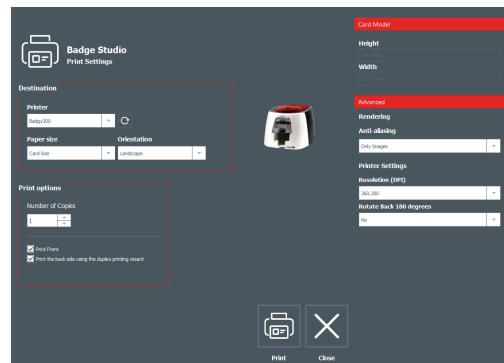 Badge Studio
Print Settings
Destination
Printer
Badgy200
Paper size
Orientation
Card Size
Landscape
Print options
Number of Copies
1
Print Front
Print the back side using the duplex printing wizard
Card Model
Height
Width
Advanced
Rendering
Anti-aliasing
Only Images
Printer Settings
Resolution (DPI)
260,300
Rotate Back 180 degrees
No
Print
Close